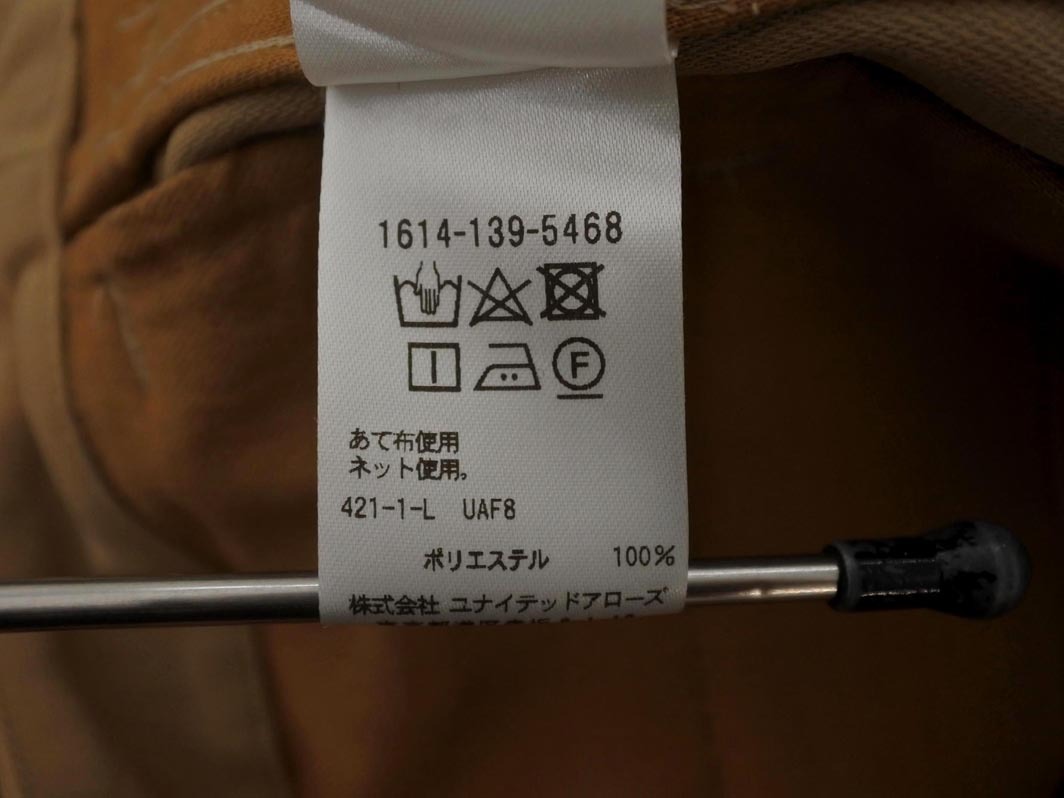 1614-139-5468
F
あて布使用
ネット使用。
421-1-L UAF8
ポリエステル 100%
株式会社 ユナイテッドアローズ